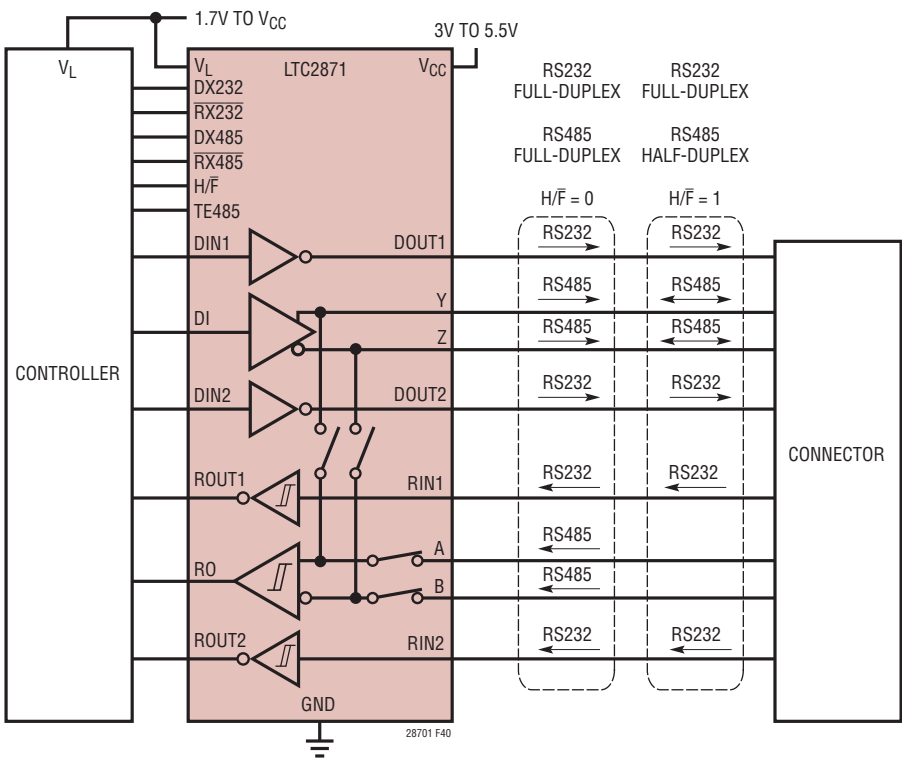 1.7V TO VCC
3V TO 5.5V
VL
VL
LTC2871
VCC
DX232
RX232
DX485
RX485
H/F
TE485
RS232
FULL-DUPLEX
RS485
FULL-DUPLEX
H/F = 0
RS232
FULL-DUPLEX
RS485
HALF-DUPLEX
H/F = 1
DIN1
DOUT1
RS232
RS232
DI
Y
RS485
RS485
Z
RS485
RS485
CONTROLLER
DIN2
DOUT2
RS232
RS232
CONNECTOR
ROUT1
RIN1
RS232
RS232
A
RS485
RO
B
RS485
ROUT2
RIN2
RS232
RS232
GND
28701 F40